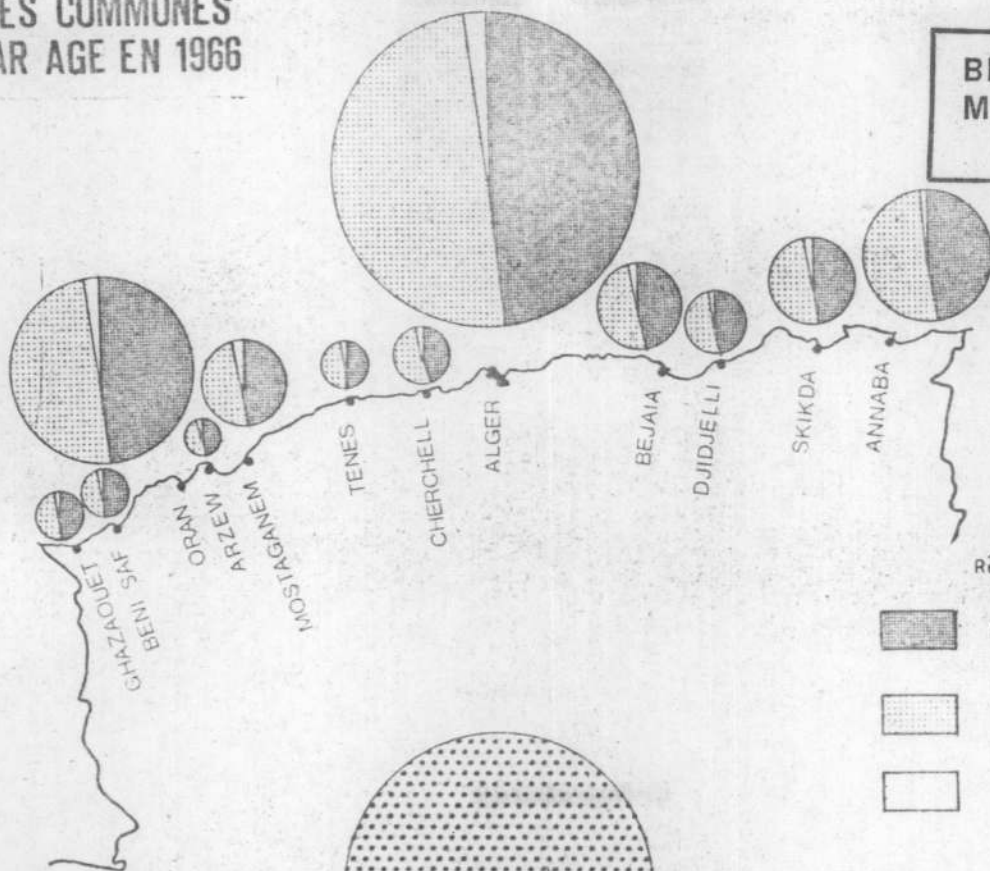 ES COMMUNES
AR AGE EN 1966
GHAZAOUET
BENI SAF
ORAN
ARZEW
MOSTAGANEM
TENES
CHERCHELL
ALGER
BEJAIA
DJIDJELLI
SKIKDA
ANNABA